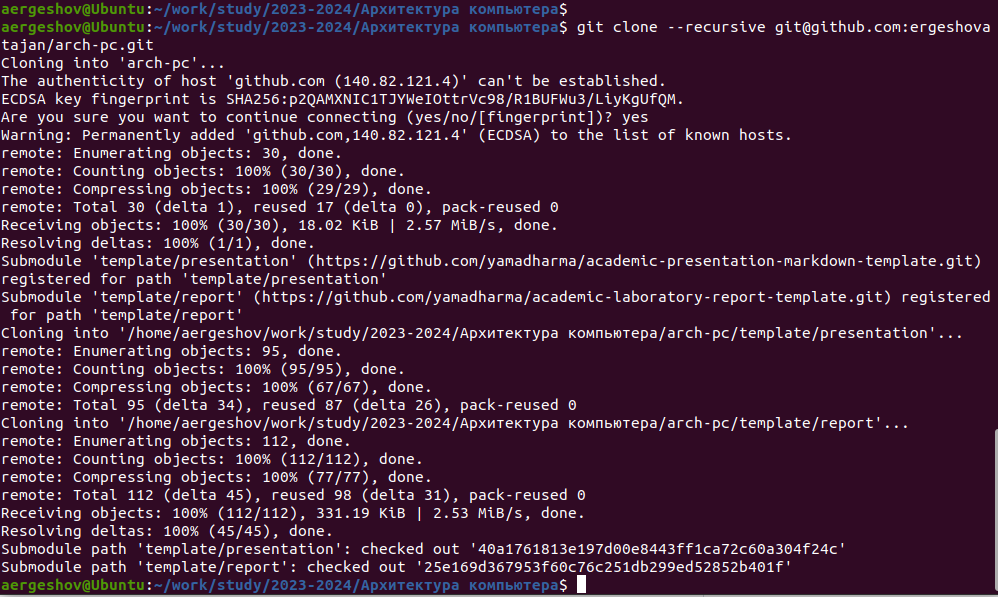 aergeshov@Ubuntu:~/work/study/2023-2024/Архитектура компьютера$
aergeshov@Ubuntu:~/work/study/2023-2024/Архитектура компьютера$ git clone --recursive git@github.com:ergeshova
tajan/arch-pc.git
Cloning into 'arch-pc'...
The authenticity of host 'github.com (140.82.121.4)' can't be established.
ECDSA key fingerprint is SHA256:p2QAMXNIC1TJYWeIOttrVc98/R1BUFWu3/LiyKgUfQM.
Are you sure you want to continue connecting (yes/no/[fingerprint])? yes
Warning: Permanently added 'github.com,140.82.121.4' (ECDSA) to the list of known hosts.
remote: Enumerating objects: 30, done.
remote: Counting objects: 100% (30/30), done.
remote: Compressing objects: 100% (29/29), done.
remote: Total 30 (delta 1), reused 17 (delta 0), pack-reused 0
Receiving objects: 100% (30/30), 18.02 KiB | 2.57 MiB/s, done.
Resolving deltas: 100% (1/1), done.
Submodule 'template/presentation' (https://github.com/yamadharma/academic-presentation-markdown-template.git)
registered for path 'template/presentation'
Submodule 'template/report' (https://github.com/yamadharma/academic-laboratory-report-template.git) registered
 for path 'template/report'
Cloning into '/home/aergeshov/work/study/2023-2024/Архитектура компьютера/arch-pc/template/presentation'...
remote: Enumerating objects: 95, done.
remote: Counting objects: 100% (95/95), done.
remote: Compressing objects: 100% (67/67), done.
remote: Total 95 (delta 34), reused 87 (delta 26), pack-reused 0
Cloning into '/home/aergeshov/work/study/2023-2024/Архитектура компьютера/arch-pc/template/report'...
remote: Enumerating objects: 112, done.
remote: Counting objects: 100% (112/112), done.
remote: Compressing objects: 100% (77/77), done.
remote: Total 112 (delta 45), reused 98 (delta 31), pack-reused 0
Receiving objects: 100% (112/112), 331.19 KiB | 2.53 MiB/s, done.
Resolving deltas: 100% (45/45), done.
Submodule path 'template/presentation': checked out '40a1761813e197d00e8443ff1ca72c60a304f24c'
Submodule path 'template/report': checked out '25e169d367953f60c76c251db299ed52852b401f'
aergeshov@Ubuntu:~/work/study/2023-2024/Архитектура компьютера$